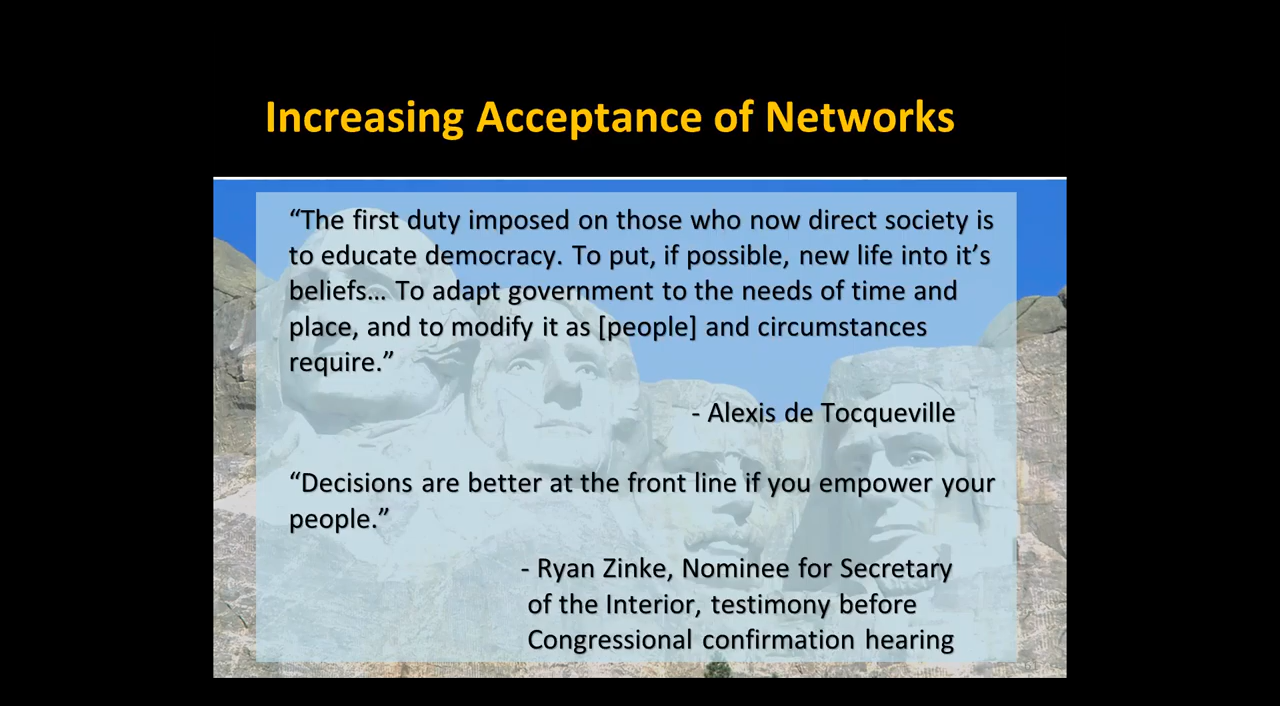 Increasing Acceptance of Networks
“The first duty imposed on those who now direct society is
to educate democracy. To put, if possible, new life into it’s
beliefs… To adapt government to the needs of time and
place, and to modify it as [people] and circumstances
require.”
- Alexis de Tocqueville
“Decisions are better at the front line if you empower your
people.”
- Ryan Zinke, Nominee for Secretary
of the Interior, testimony before
Congressional confirmation hearing